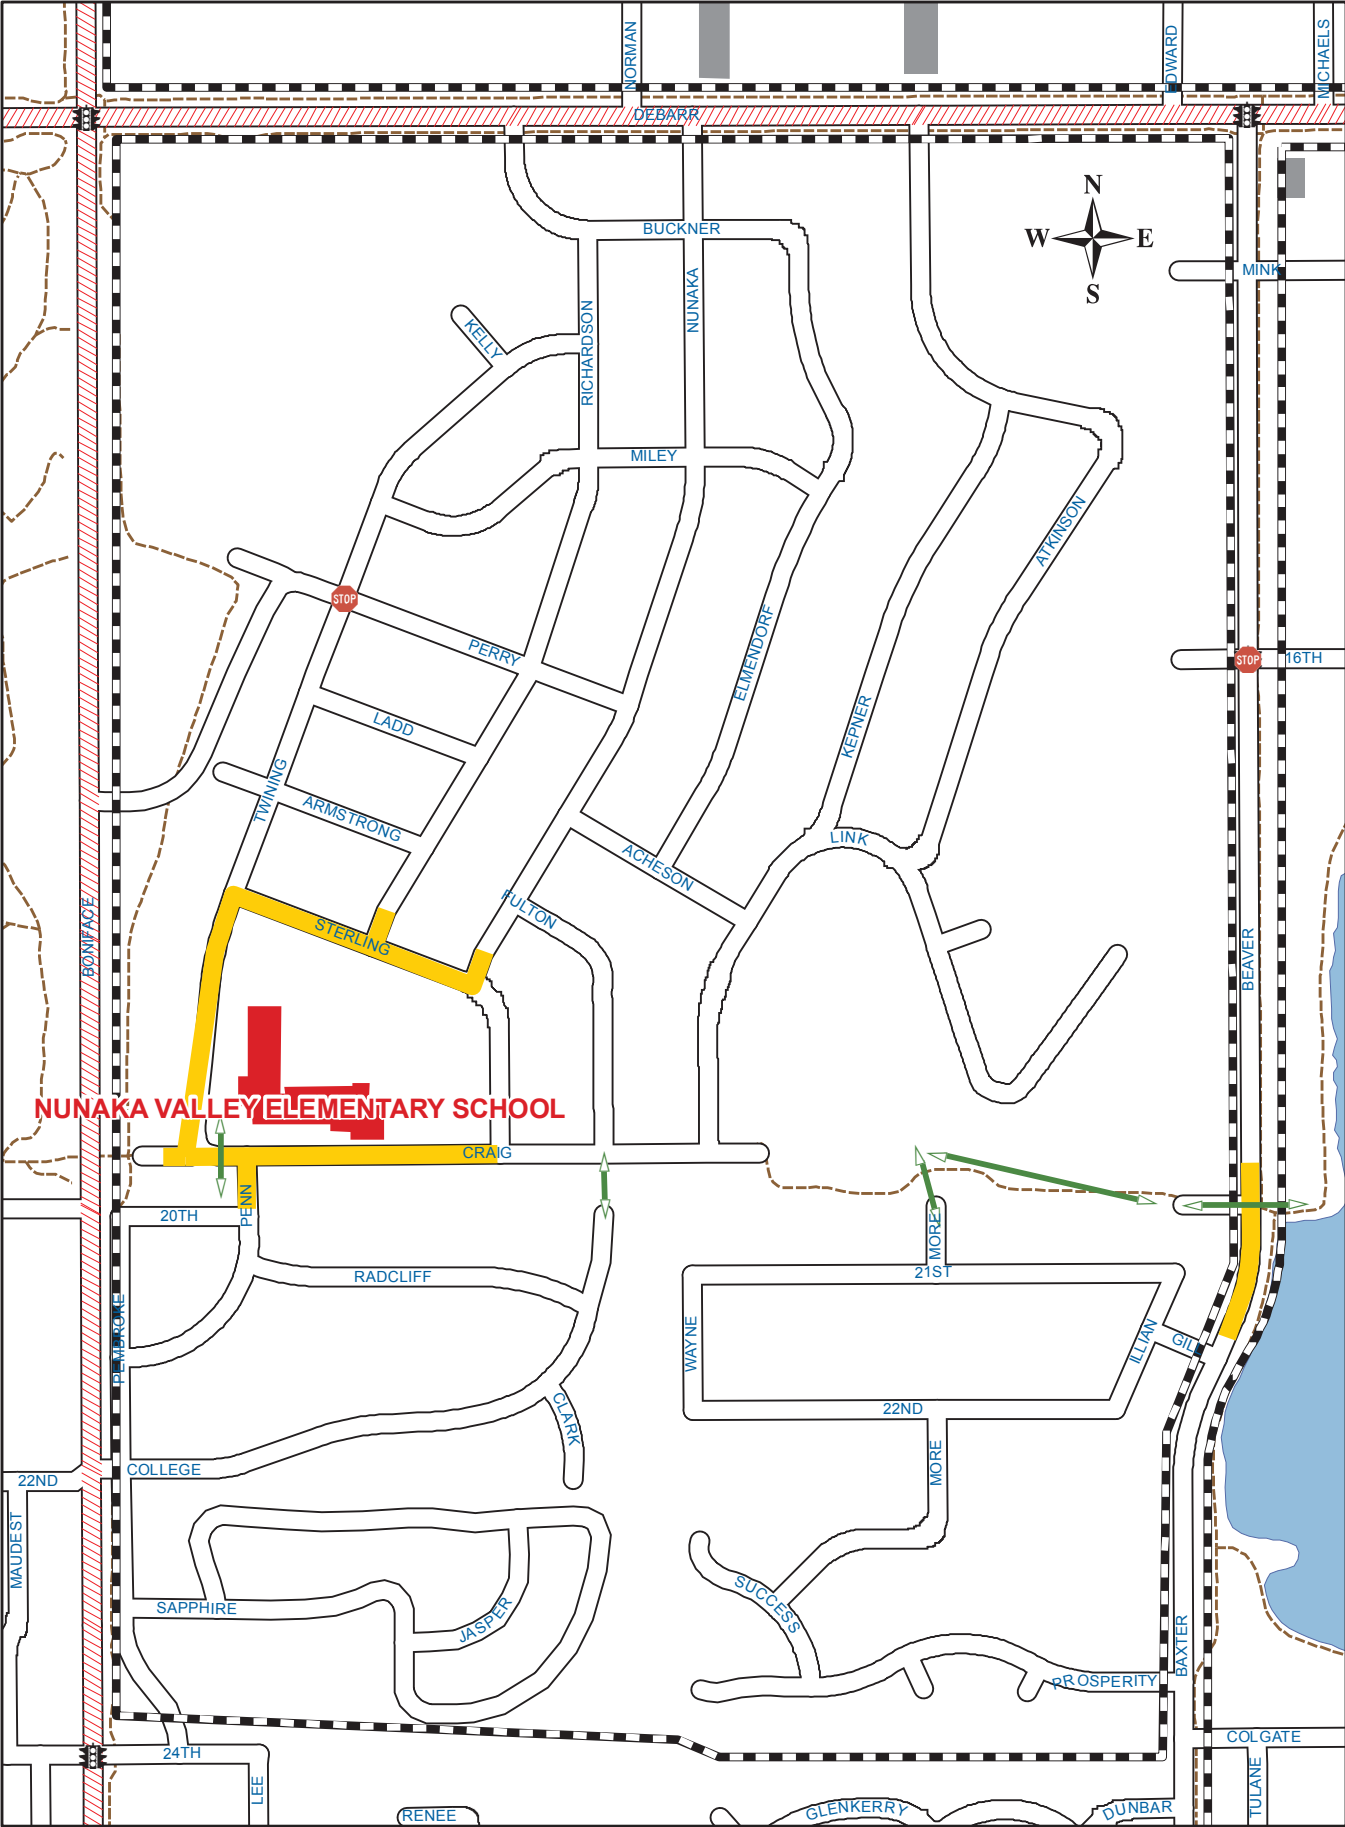 NORMAN
EDWARD
MICHAELS
DEBARR
N
W
E
S
BUCKNER
NUNAKA
MINK
RICHARDSON
KELLY
MILEY
ATKINSON
STOP
PERRY
ELMENDORF
STOP
16TH
LADD
KEPNER
TWINING
ARMSTRONG
LINK
ACHESON
FULTON
STERLING
BONIFACE
BEAVER
NUNAKA VALLEY ELEMENTARY SCHOOL
CRAIG
PENN
20TH
MORE
RADCLIFF
21ST
PEMBROKE
WAYNE
ILLIAN
GILL
CLARK
22ND
MORE
COLLEGE
22ND
MAUDEST
SUCCESS
SAPPHIRE
JASPER
BAXTER
PROSPERITY
COLGATE
24TH
LEE
TULANE
RENEE
GLENKERRY
DUNBAR